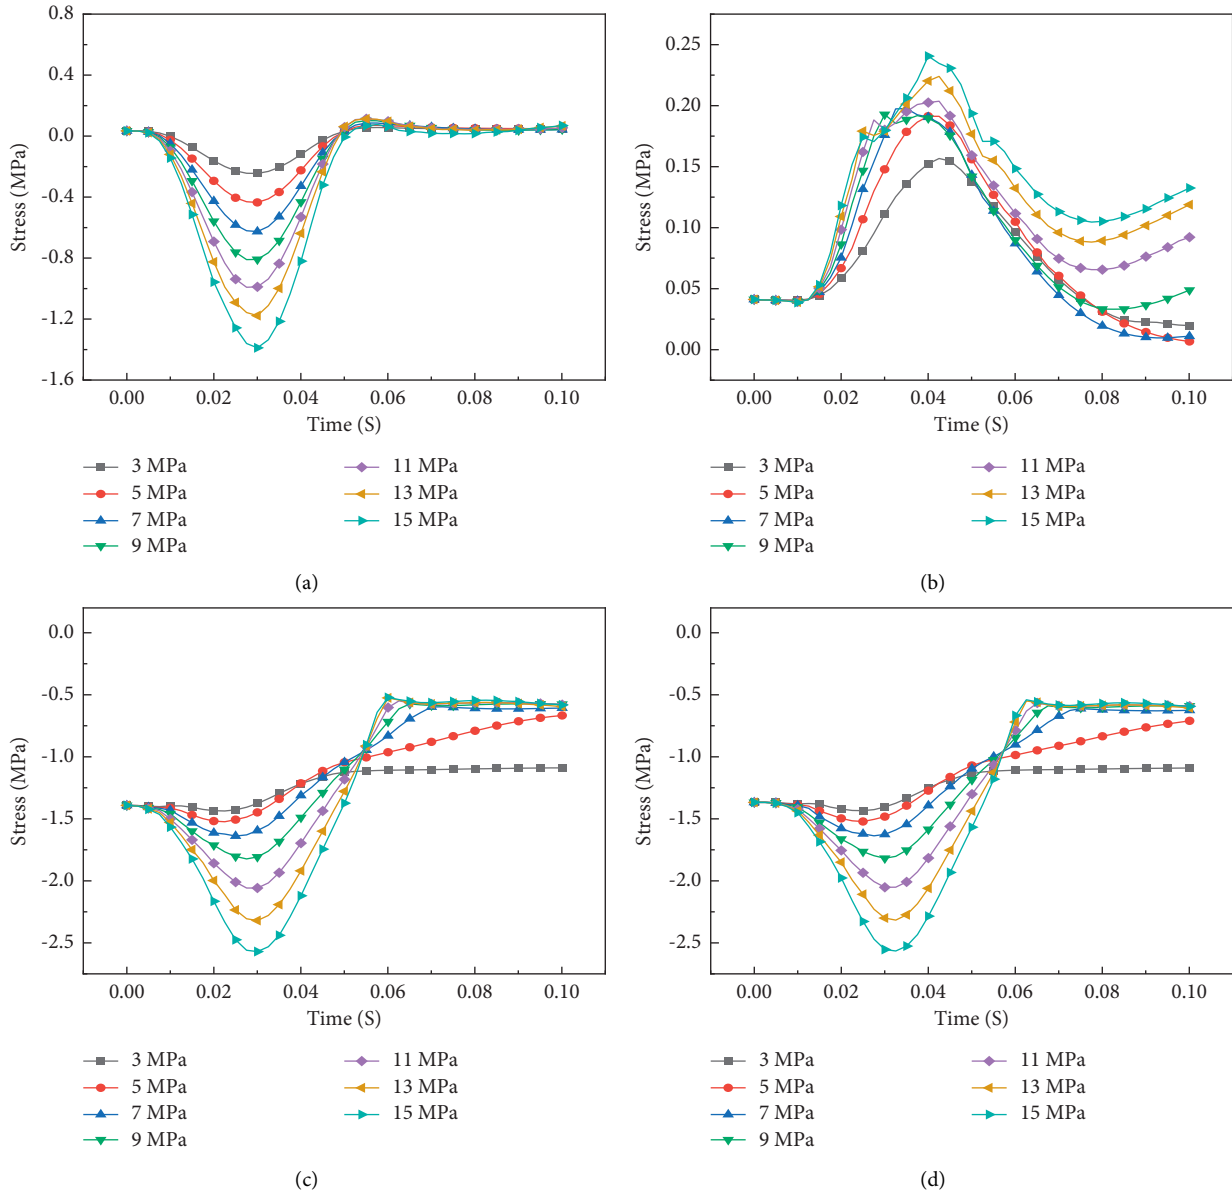 0.8
0.4
0.0
-0.4
-0.8
-1.2
-1.6
Stress (MPa)
0.00 0.02 0.04 0.06 0.08 0.10
Time (S)
3 MPa
5 MPa
7 MPa
9 MPa
11 MPa
13 MPa
15 MPa
(a)
0.25
0.20
0.15
0.10
0.05
0.00
Stress (MPa)
0.00 0.02 0.04 0.06 0.08 0.10
Time (S)
3 MPa
5 MPa
7 MPa
9 MPa
11 MPa
13 MPa
15 MPa
(b)
0.0
-0.5
-1.0
-1.5
-2.0
-2.5
Stress (MPa)
0.00 0.02 0.04 0.06 0.08 0.10
Time (S)
3 MPa
5 MPa
7 MPa
9 MPa
11 MPa
13 MPa
15 MPa
(c)
0.0
-0.5
-1.0
-1.5
-2.0
-2.5
Stress (MPa)
0.00 0.02 0.04 0.06 0.08 0.10
Time (S)
3 MPa
5 MPa
7 MPa
9 MPa
11 MPa
13 MPa
15 MPa
(d)